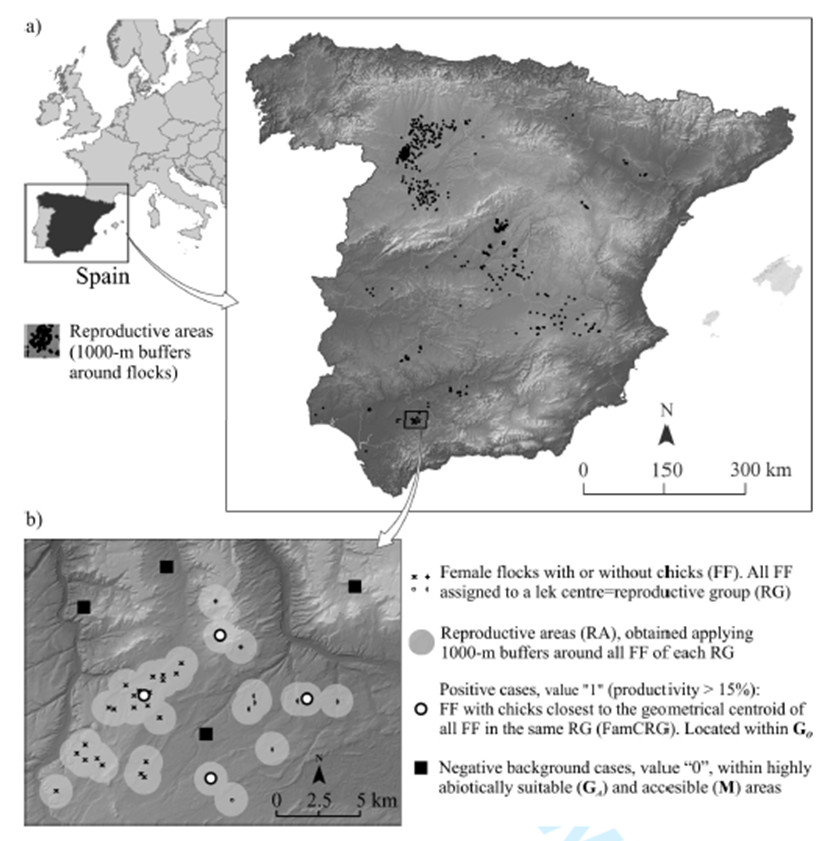 a)
Spain
Reproductive areas
(1000-m buffers
around flocks)
N
0 150 300 km
b)
N
0 2.5 5 km
Female flocks with or without chicks (FF). All FF
assigned to a lek centre=reproductive group (RG)
Reproductive areas (RA), obtained applying
1000-m buffers around all FF of each RG
Positive cases, value "1" (productivity > 15%):
FF with chicks closest to the geometrical centroid of
all FF in the same RG (FamCRG). Located within G
Negative background cases, value “0”, within highly
abiotically suitable (G) and accesible (M) areas